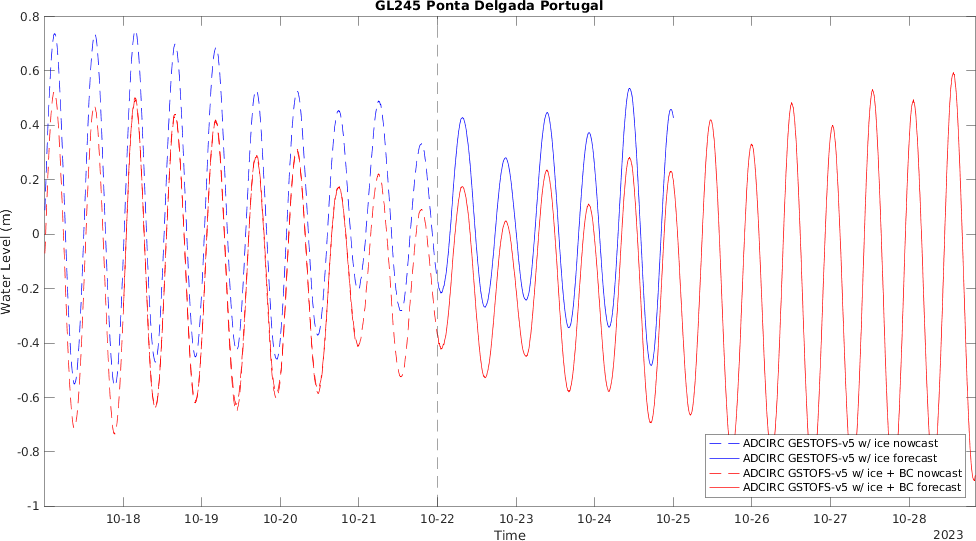 GL245 Ponta Delgada Portugal
0.8
0.6
0.4
0.2
0
-0.2
-0.4
-0.6
-0.8
-1
Water Level (m)
ADCIRC GESTOFS-v5 w/ ice nowcast
ADCIRC GESTOFS-v5 w/ ice forecast
ADCIRC GSTOFS-v5 w/ ice + BC nowcast
ADCIRC GSTOFS-v5 w/ ice + BC forecast
10-18 10-19 10-20 10-21 10-22 10-23 10-24 10-25 10-26 10-27 10-28
Time
2023